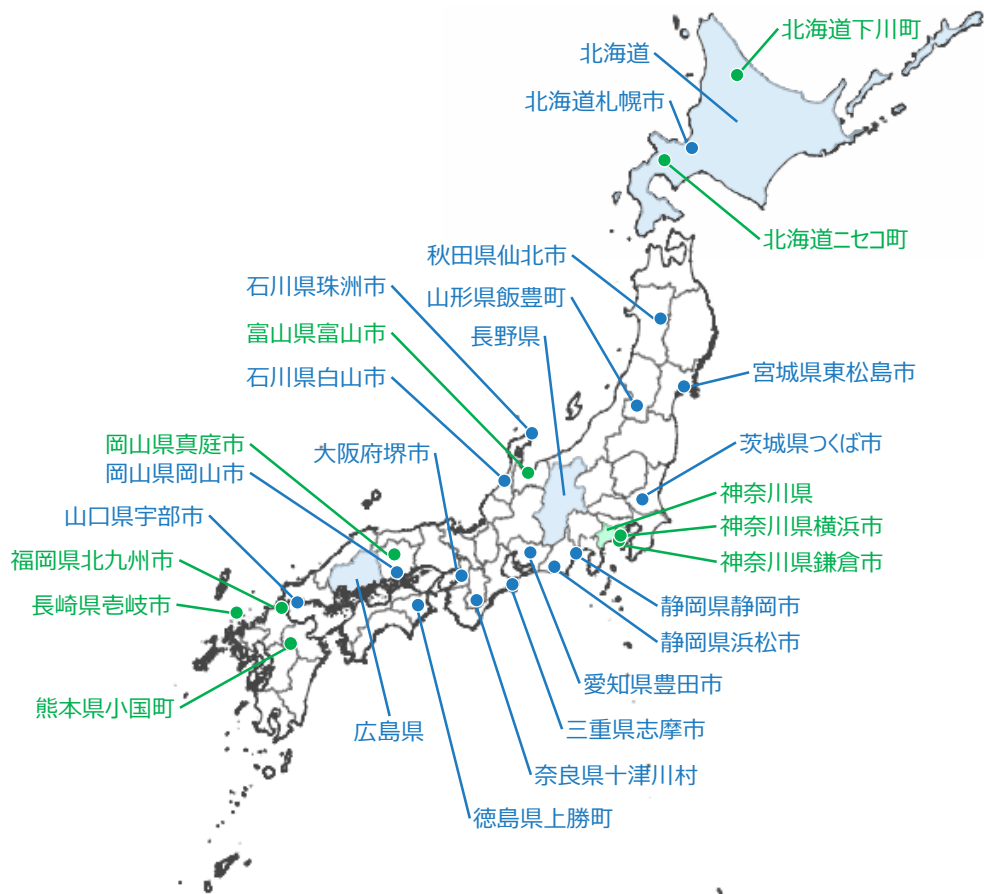 北海道下川町
北海道
北海道札幌市
北海道ニセコ町
秋田県仙北市
石川県珠洲市
山形県飯豊町
富山県富山市
長野県
石川県白山市
宮城県東松島市
岡山県真庭市
大阪府堺市
茨城県つくば市
岡山県岡山市
神奈川県
山口県宇部市
神奈川県横浜市
福岡県北九州市
神奈川県鎌倉市
長崎県壱岐市
静岡県静岡市
静岡県浜松市
愛知県豊田市
熊本県小国町
広島県
三重県志摩市
奈良県十津川村
徳島県上勝町